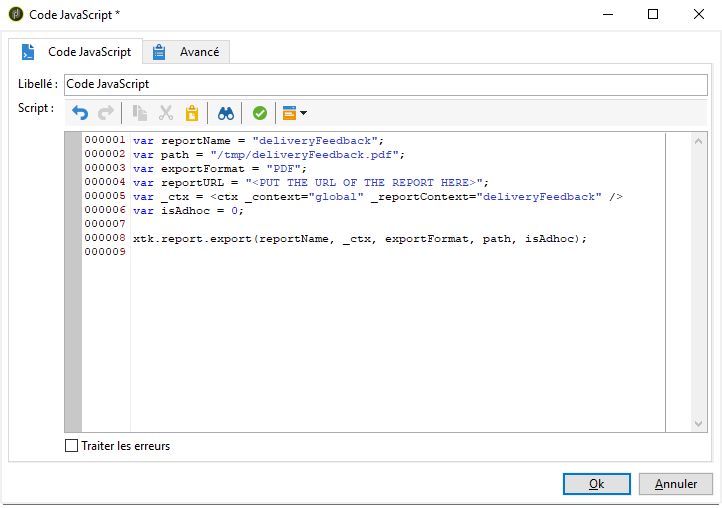 Code JavaScript *
Code JavaScript
Avancé
Libellé :
Code JavaScript
Script :
000001 var reportName = "deliveryFeedback";
000002 var path = "/tmp/deliveryFeedback.pdf";
000003 var exportFormat = "PDF";
000004 var reportURL = "<PUT THE URL OF THE REPORT HERE>";
000005 var _ctx = <ctx _context="global" _reportContext="deliveryFeedback" />
000006 var isAdhoc = 0;
000007
000008 xtk.report.export(reportName, _ctx, exportFormat, path, isAdhoc);
000009
Traiter les erreurs
Ok
Annuler